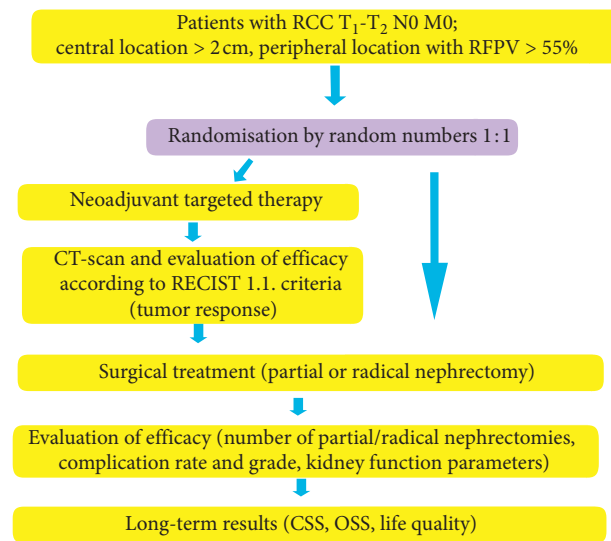 Patients with RCC T₁-T₂ N0 M0;
central location > 2 cm, peripheral location with RFPV > 55%
Randomisation by random numbers 1 : 1
Neoadjuvant targeted therapy
CT-scan and evaluation of efficacy
according to RECIST 1.1. criteria
(tumor response)
Surgical treatment (partial or radical nephrectomy)
Evaluation of efficacy (number of partial/radical nephrectomies,
complication rate and grade, kidney function parameters)
Long-term results (CSS, OSS, life quality)